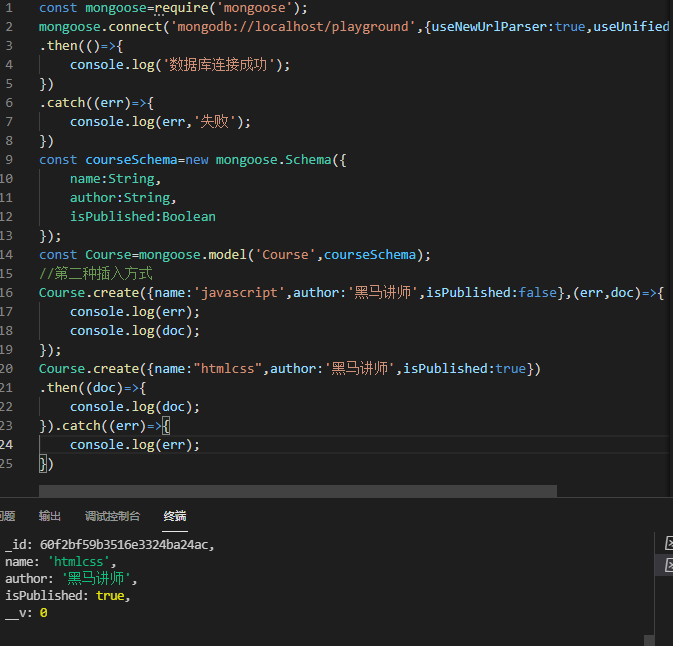 1 const mongoose=require('mongoose');
2 mongoose.connect('mongodb://localhost/playground',{useNewUrlParser:true,useUnified
3 .then(()=>{
4 console.log('数据库连接成功');
5 })
6 .catch((err)=>{
7 console.log(err,'失败');
8 })
9 const courseSchema=new mongoose.Schema({
10 name:String,
11 author:String,
12 isPublished:Boolean
13 });
14 const Course=mongoose.model('Course',courseSchema);
15 //第二种插入方式
16 Course.create({name:'javascript',author:'黑马讲师',isPublished:false},(err,doc)=>{
17 console.log(err);
18 console.log(doc);
19 });
20 Course.create({name:"htmlcss",author:'黑马讲师',isPublished:true})
21 .then((doc)=>{
22 console.log(doc);
23 }).catch((err)=>{
24 console.log(err);
25 })
问题 输出 调试控制台 终端
_id: 60f2bf59b3516e3324ba24ac,
name: 'htmlcss',
author: '黑马讲师',
isPublished: true,
__v: 0